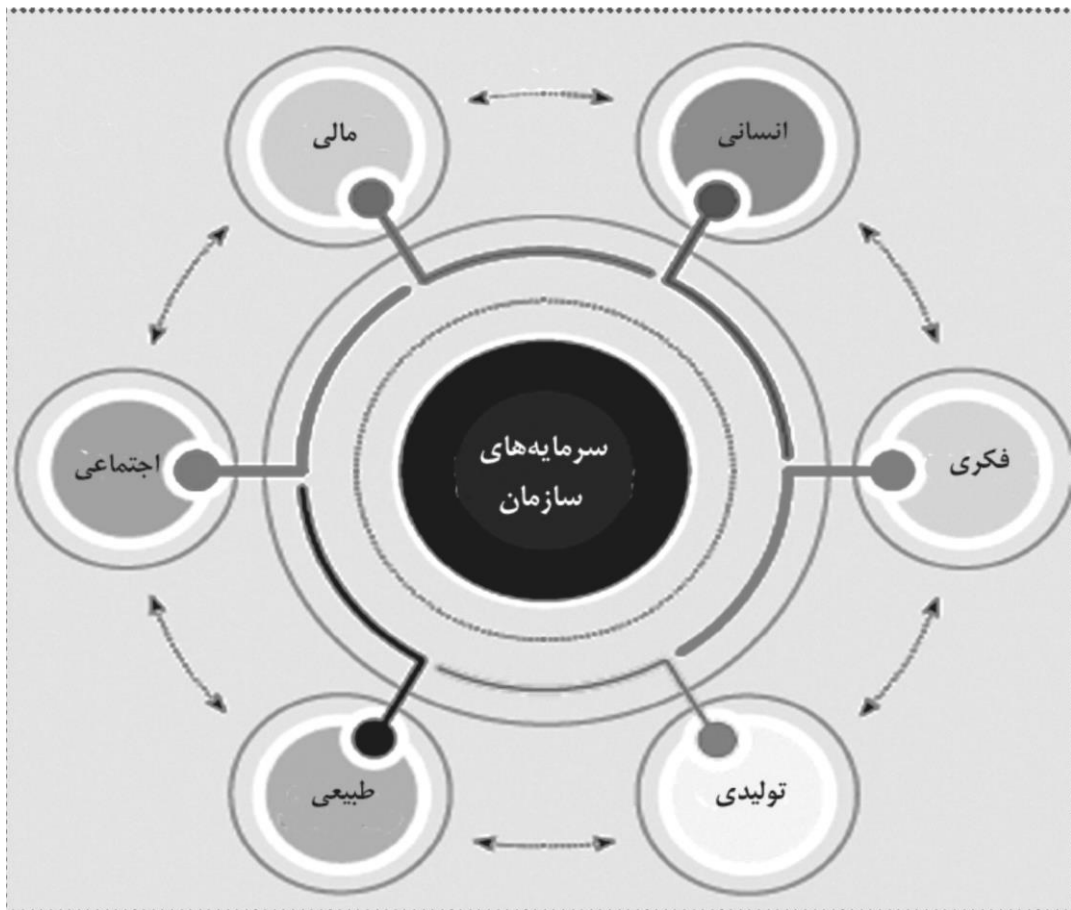 انسانی
مالی
فکری
سرمایه‌های
سازمان
اجتماعی
تولیدی
طبیعی